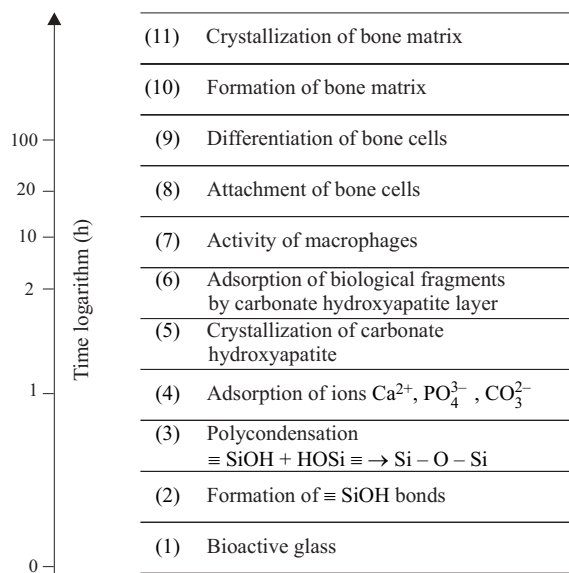 (11) Crystallization of bone matrix
(10) Formation of bone matrix
100
(9) Differentiation of bone cells
20
(8) Attachment of bone cells
10
(7) Activity of macrophages
2
(6) Adsorption of biological fragments
by carbonate hydroxyapatite layer
(5) Crystallization of carbonate
hydroxyapatite
1
(4) Adsorption of ions Ca²⁺, PO₄³⁻ , CO₃²⁻
(3) Polycondensation
≡ SiOH + HOSi ≡ → Si – O – Si
(2) Formation of ≡ SiOH bonds
(1) Bioactive glass
0
Time logarithm (h)